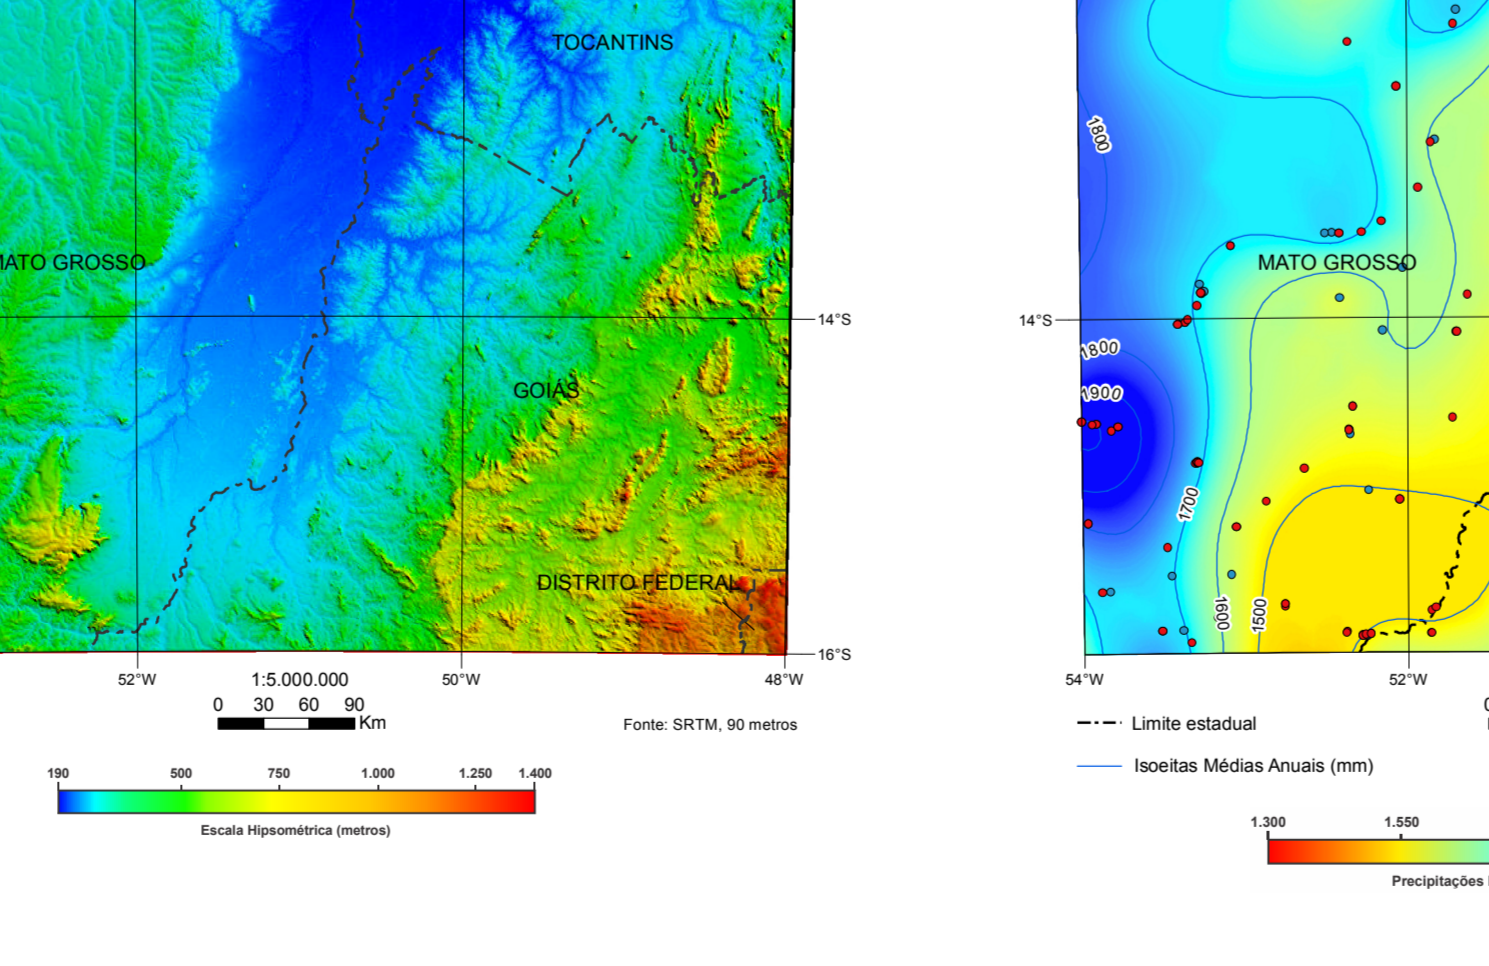 TOCANTINS
MATO GROSSO
14°S
GOIÁS
DISTRITO FEDERAL
16°S
52°W
50°W
48°W
1:5.000.000
0 30 60 90
Km
Fonte: SRTM, 90 metros
190 500 750 1.000 1.250 1.400
Escala Hipsométrica (metros)
1800
MATO GROSSO
14°S
1800
1900
1700
1600
1500
54°W
52°W
Limite estadual
Isoeitas Médias Anuais (mm)
1.300 1.550
Precipitações